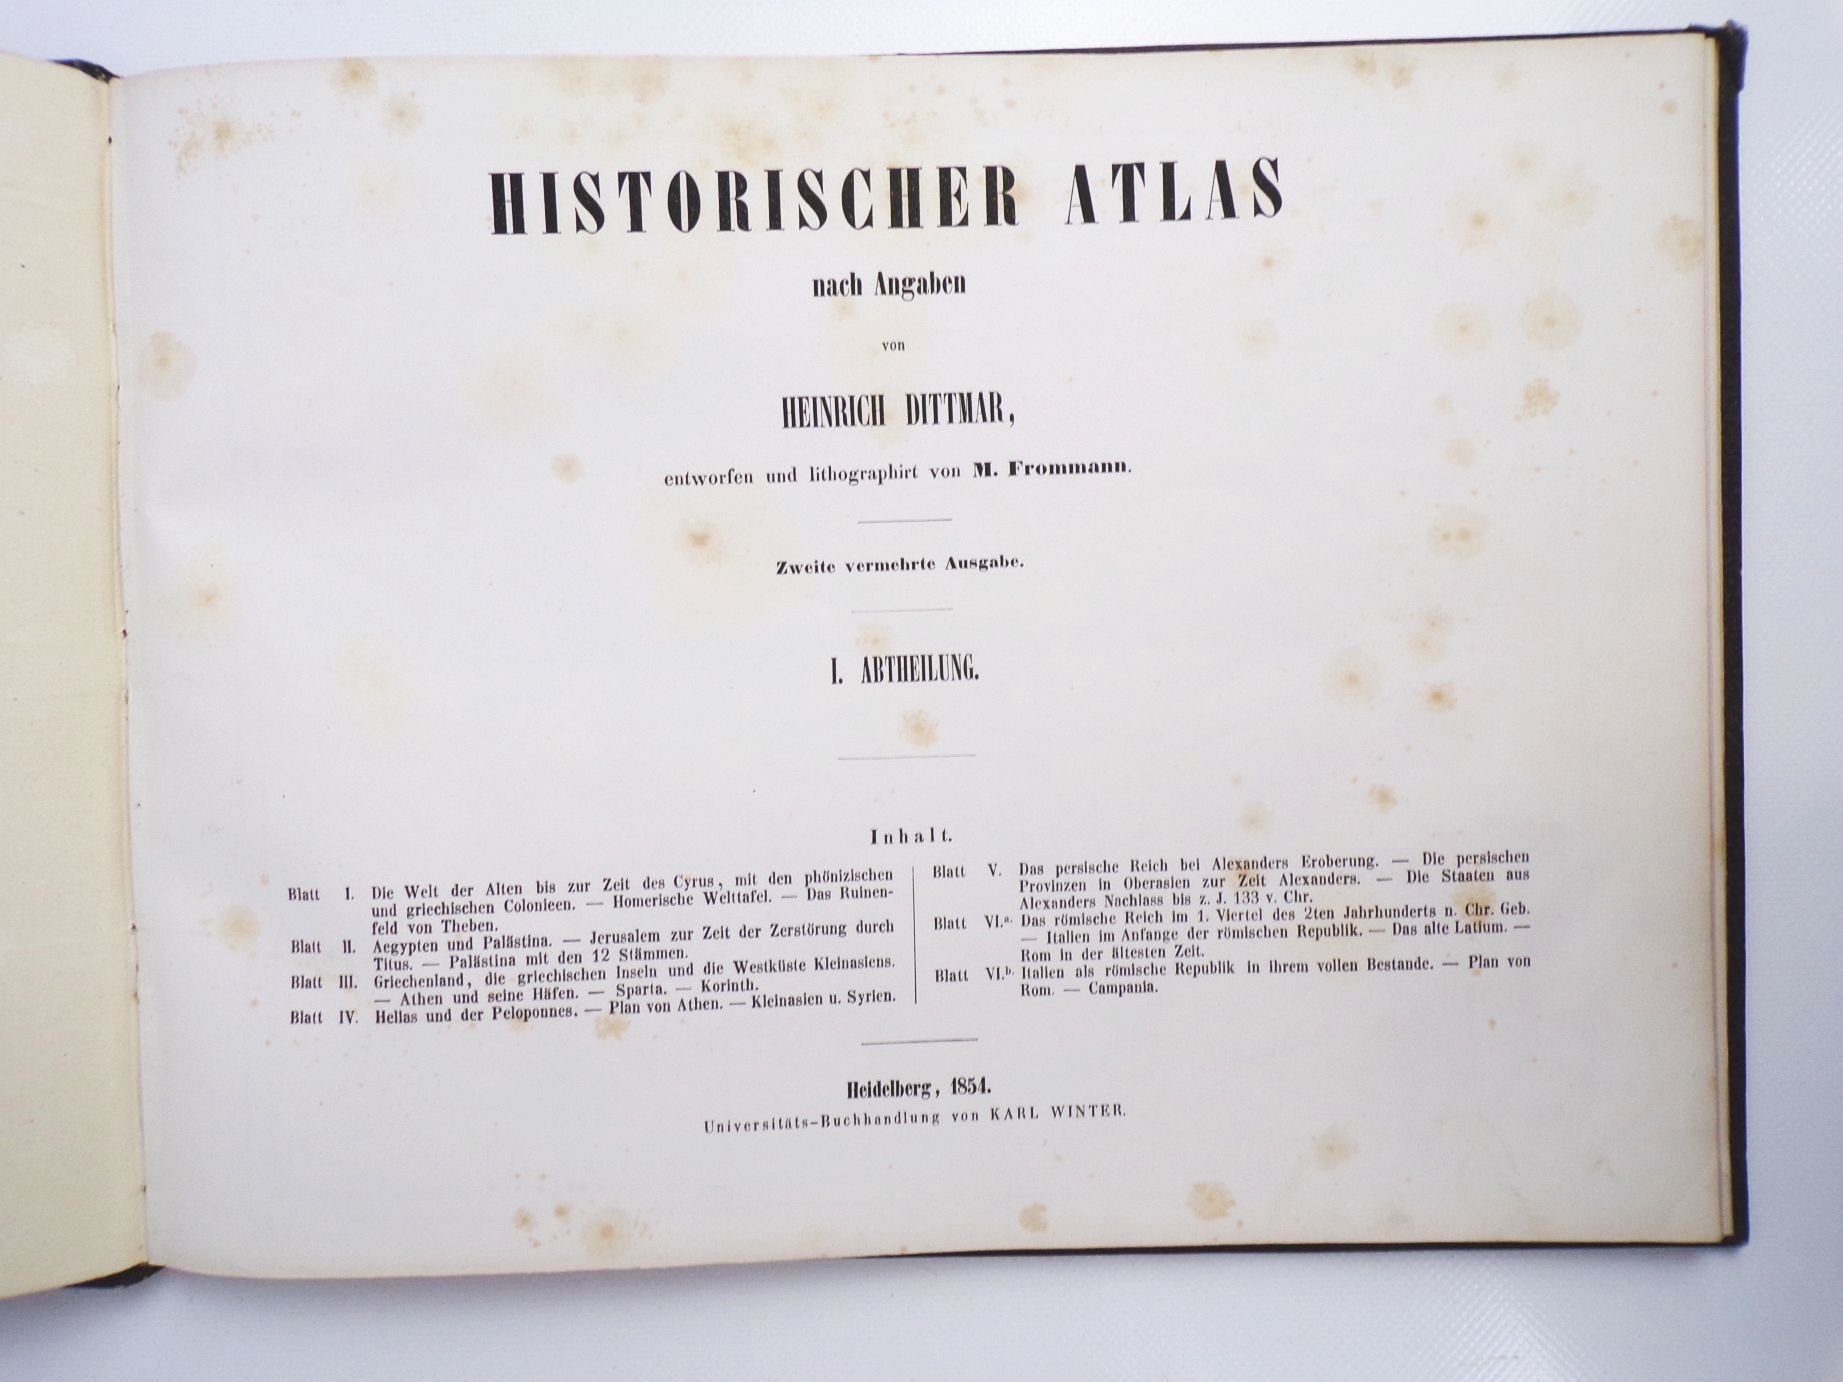 HISTORISCHER ATLAS
nach Angaben
von
HEINRICH DITTMAR,
entworfen und lithographirt von M. Frommann.
Zweite vermehrte Ausgabe.
I. ABTHEILUNG.
Inhalt.
Blatt I. Die Welt der Alten bis zur Zeit des Cyrus, mit den phönizischen
und griechischen Colonieen. — Homerische Welttafel. — Das Ruinen-
feld von Theben.
Blatt II. Aegypten und Palästina. — Jerusalem zur Zeit der Zerstörung durch
Titus. — Palästina mit den 12 Stämmen.
Blatt III. Griechenland, die griechischen Inseln und die Westküste Kleinasiens.
— Athen und seine Häfen. — Sparta. — Korinth.
Blatt IV. Hellas und der Peloponnes. — Plan von Athen. — Kleinasien u. Syrien.
Blatt V. Das persische Reich bei Alexanders Eroberung. — Die persischen
Provinzen in Oberasien zur Zeit Alexanders. — Die Staaten aus
Alexanders Nachlass bis z. J. 133 v. Chr.
Blatt VI.a. Das römische Reich im 1. Viertel des 2ten Jahrhunderts n. Chr. Geb.
— Italien im Anfange der römischen Republik. — Das alte Latium. —
Rom in der ältesten Zeit.
Blatt VI.b. Italien als römische Republik in ihrem vollen Bestande. — Plan von
Rom. — Campania.
Heidelberg, 1854.
Universitäts-Buchhandlung von KARL WINTER.